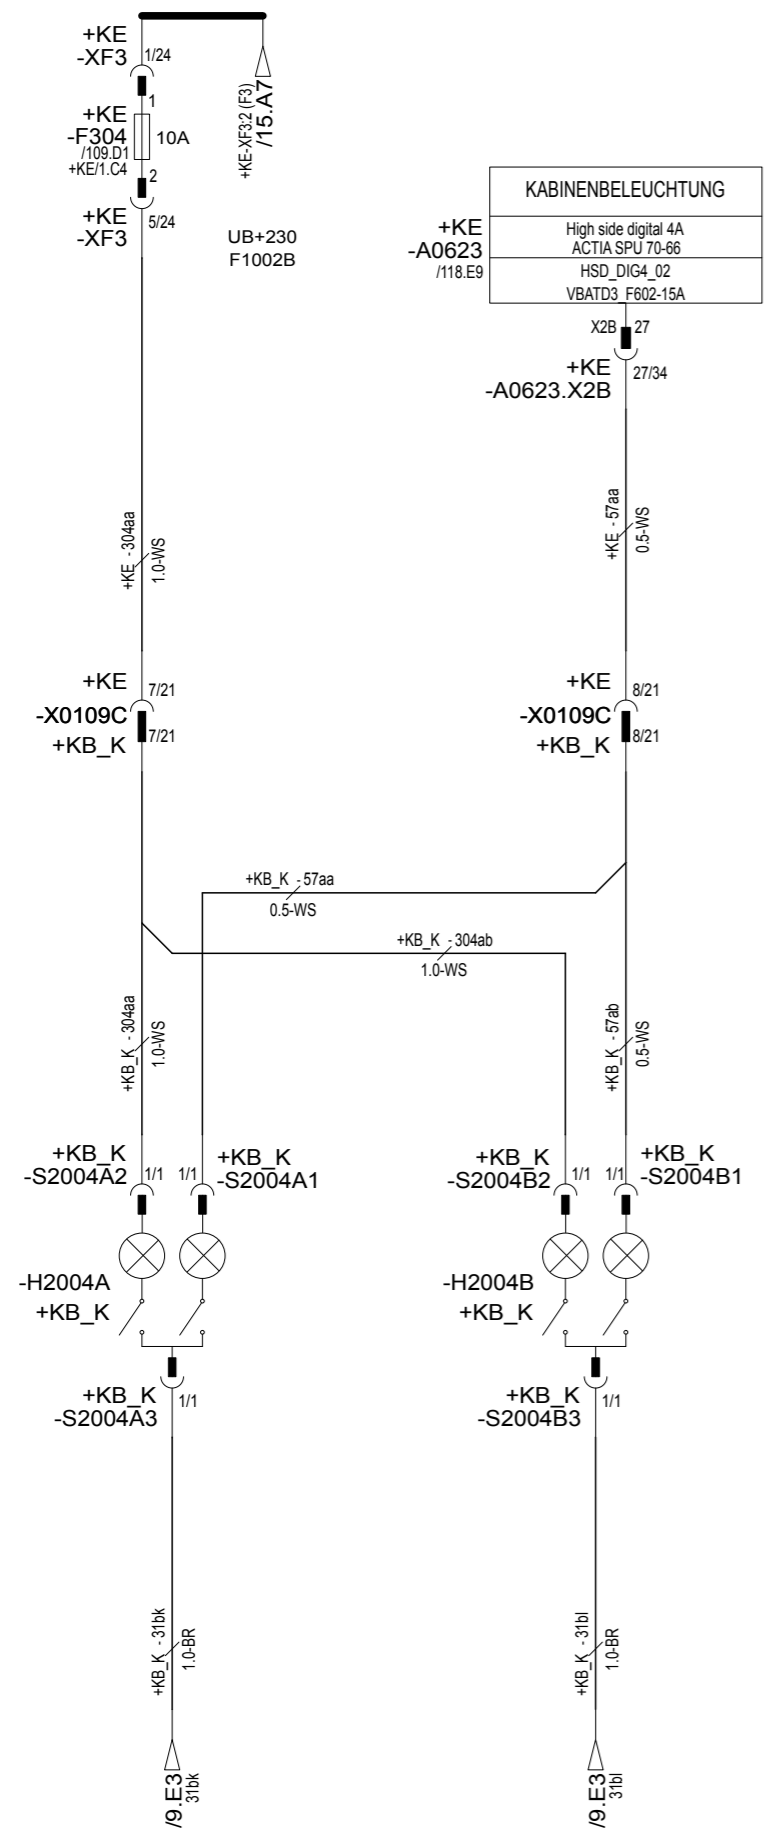 +KE
-XF3
1/24
1
+KE
-F304
10A
/109.D1
+KE/1.C4
2
+KE
-XF3
5/24
+KE-XF3:2 (F3)
/15.A7
UB+230
F1002B
KABINENBELEUCHTUNG
+KE
-A0623
/118.E9
High side digital 4A
ACTIA SPU 70-66
HSD_DIG4_02
VBATD3_F602-15A
X2B
27
+KE
-A0623.X2B
27/34
+KE - 304aa
1.0-WS
+KE - 57aa
0.5-WS
+KE
7/21
-X0109C
7/21
+KB_K
+KE
8/21
-X0109C
8/21
+KB_K
+KB_K - 57aa
0.5-WS
+KB_K - 304ab
1.0-WS
+KB_K - 304aa
1.0-WS
+KB_K - 57ab
0.5-WS
+KB_K
-S2004A2
1/1
1/1
+KB_K
-S2004A1
+KB_K
-S2004B2
1/1
1/1
+KB_K
-S2004B1
-H2004A
+KB_K
-H2004B
+KB_K
+KB_K
-S2004A3
1/1
+KB_K
-S2004B3
1/1
+KB_K - 31bk
1.0-BR
+KB_K - 31bl
1.0-BR
/9.E3
31bk
/9.E3
31bl